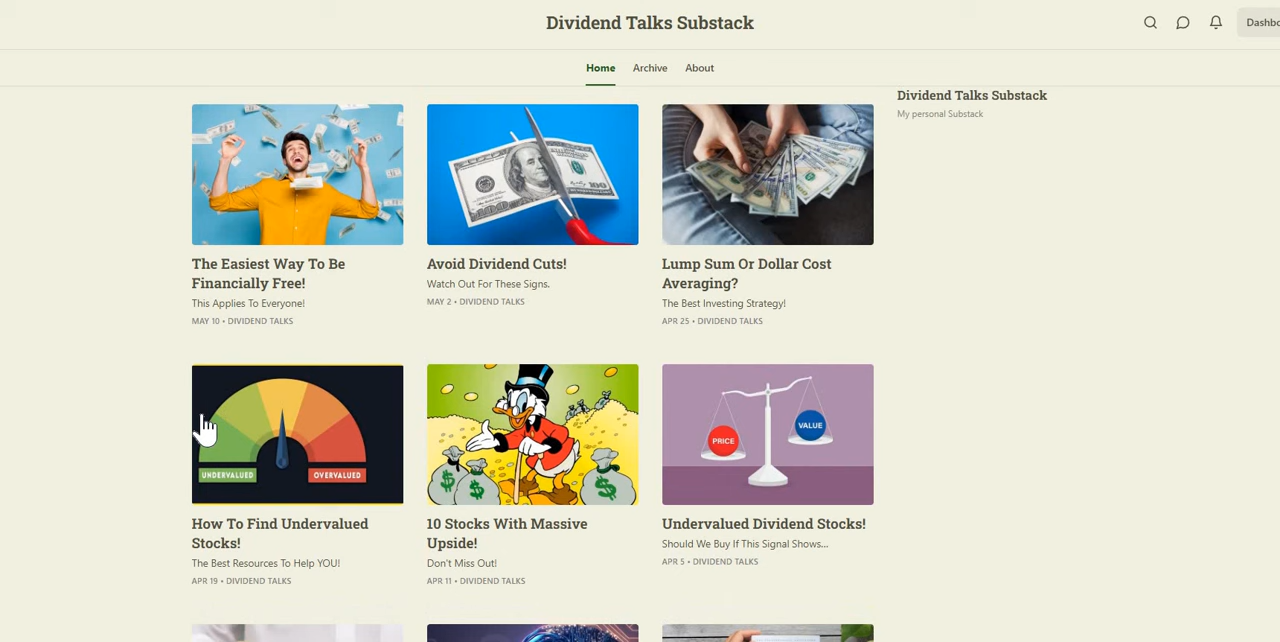 Dividend Talks Substack
Home
Archive
About
Dividend Talks Substack
My personal Substack
The Easiest Way To Be
Financially Free!
This Applies To Everyone!
MAY 10 • DIVIDEND TALKS
Avoid Dividend Cuts!
Watch Out For These Signs.
MAY 2 • DIVIDEND TALKS
Lump Sum Or Dollar Cost
Averaging?
The Best Investing Strategy!
APR 25 • DIVIDEND TALKS
UNDERVALUED
OVERVALUED
How To Find Undervalued
Stocks!
The Best Resources To Help YOU!
APR 19 • DIVIDEND TALKS
$
$
$
10 Stocks With Massive
Upside!
Don't Miss Out!
APR 11 • DIVIDEND TALKS
PRICE
VALUE
Undervalued Dividend Stocks!
Should We Buy If This Signal Shows...
APR 5 • DIVIDEND TALKS